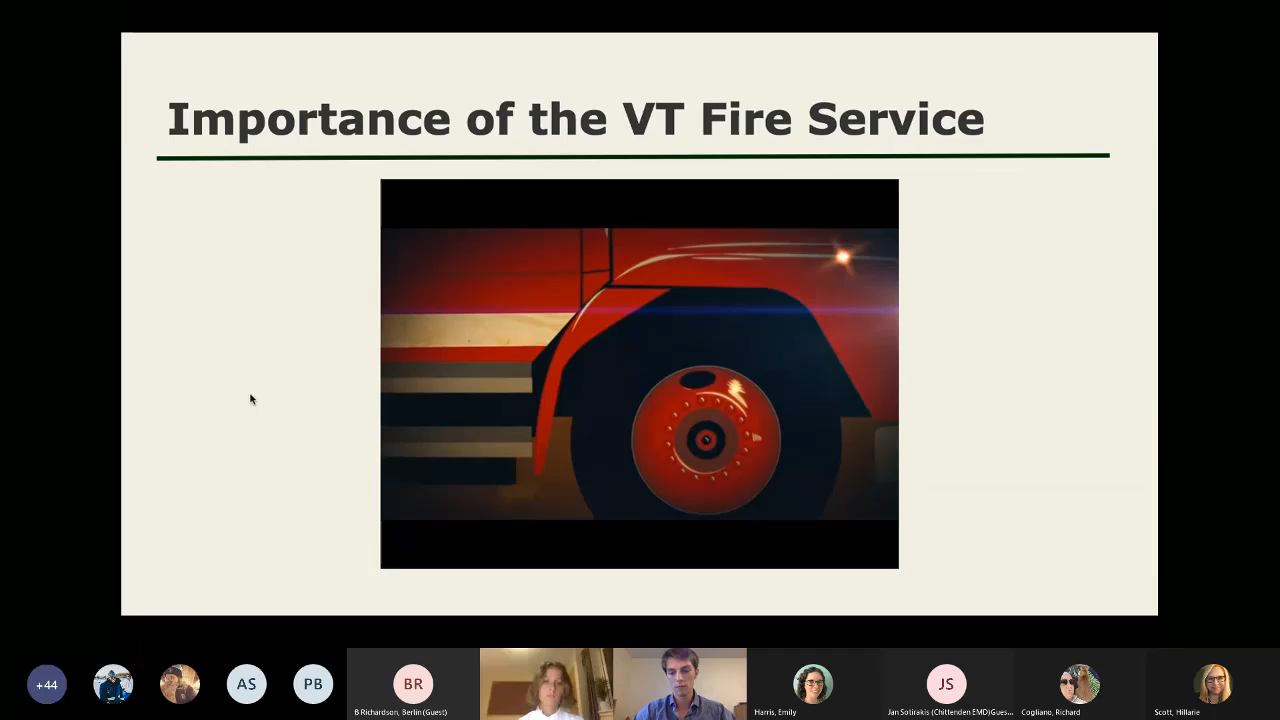 Importance of the VT Fire Service
+44
AS
PB
BR
JS
B Richardson, Berlin (Guest)
Harris, Emily
Jan Sotirakis (Chittenden EMD)Gues...
Cogliano, Richard
Scott, Hillarie